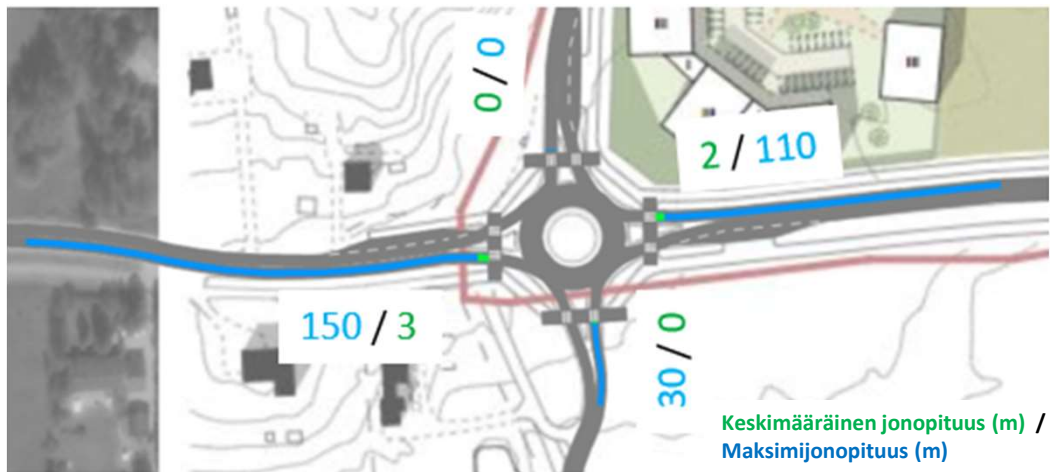 0 / 0
2 / 110
150 / 3
30 / 0
Keskimääräinen jonopituus (m) /
Maksimijonopituus (m)